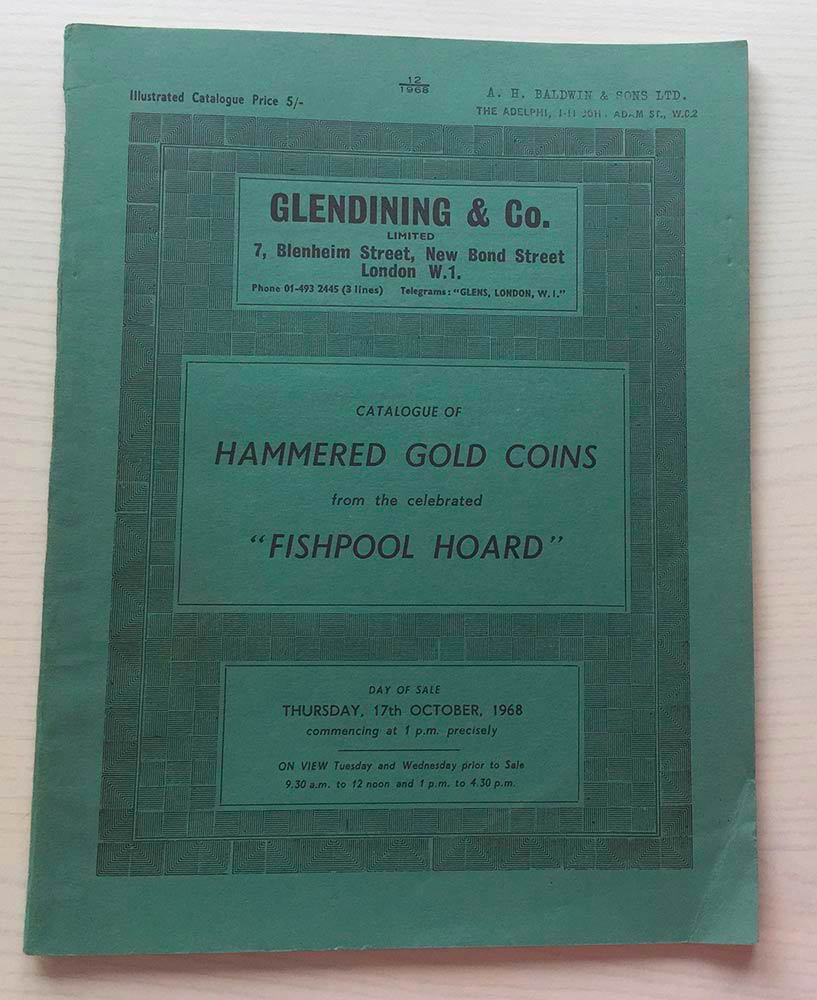 Illustrated Catalogue Price 5/-
12
1968
A. H. BALDWIN & SONS LTD.
THE ADELPHI, 1-11 JOHN ADAM ST., W.C.2
GLENDINING & Co.
LIMITED
7, Blenheim Street, New Bond Street
London W.1.
Phone 01-493 2445 (3 lines) Telegrams: "GLENS, LONDON, W.1."
CATALOGUE OF
HAMMERED GOLD COINS
from the celebrated
"FISHPOOL HOARD"
DAY OF SALE
THURSDAY, 17th OCTOBER, 1968
commencing at 1 p.m. precisely
ON VIEW Tuesday and Wednesday prior to Sale
9.30 a.m. to 12 noon and 1 p.m. to 4.30 p.m.